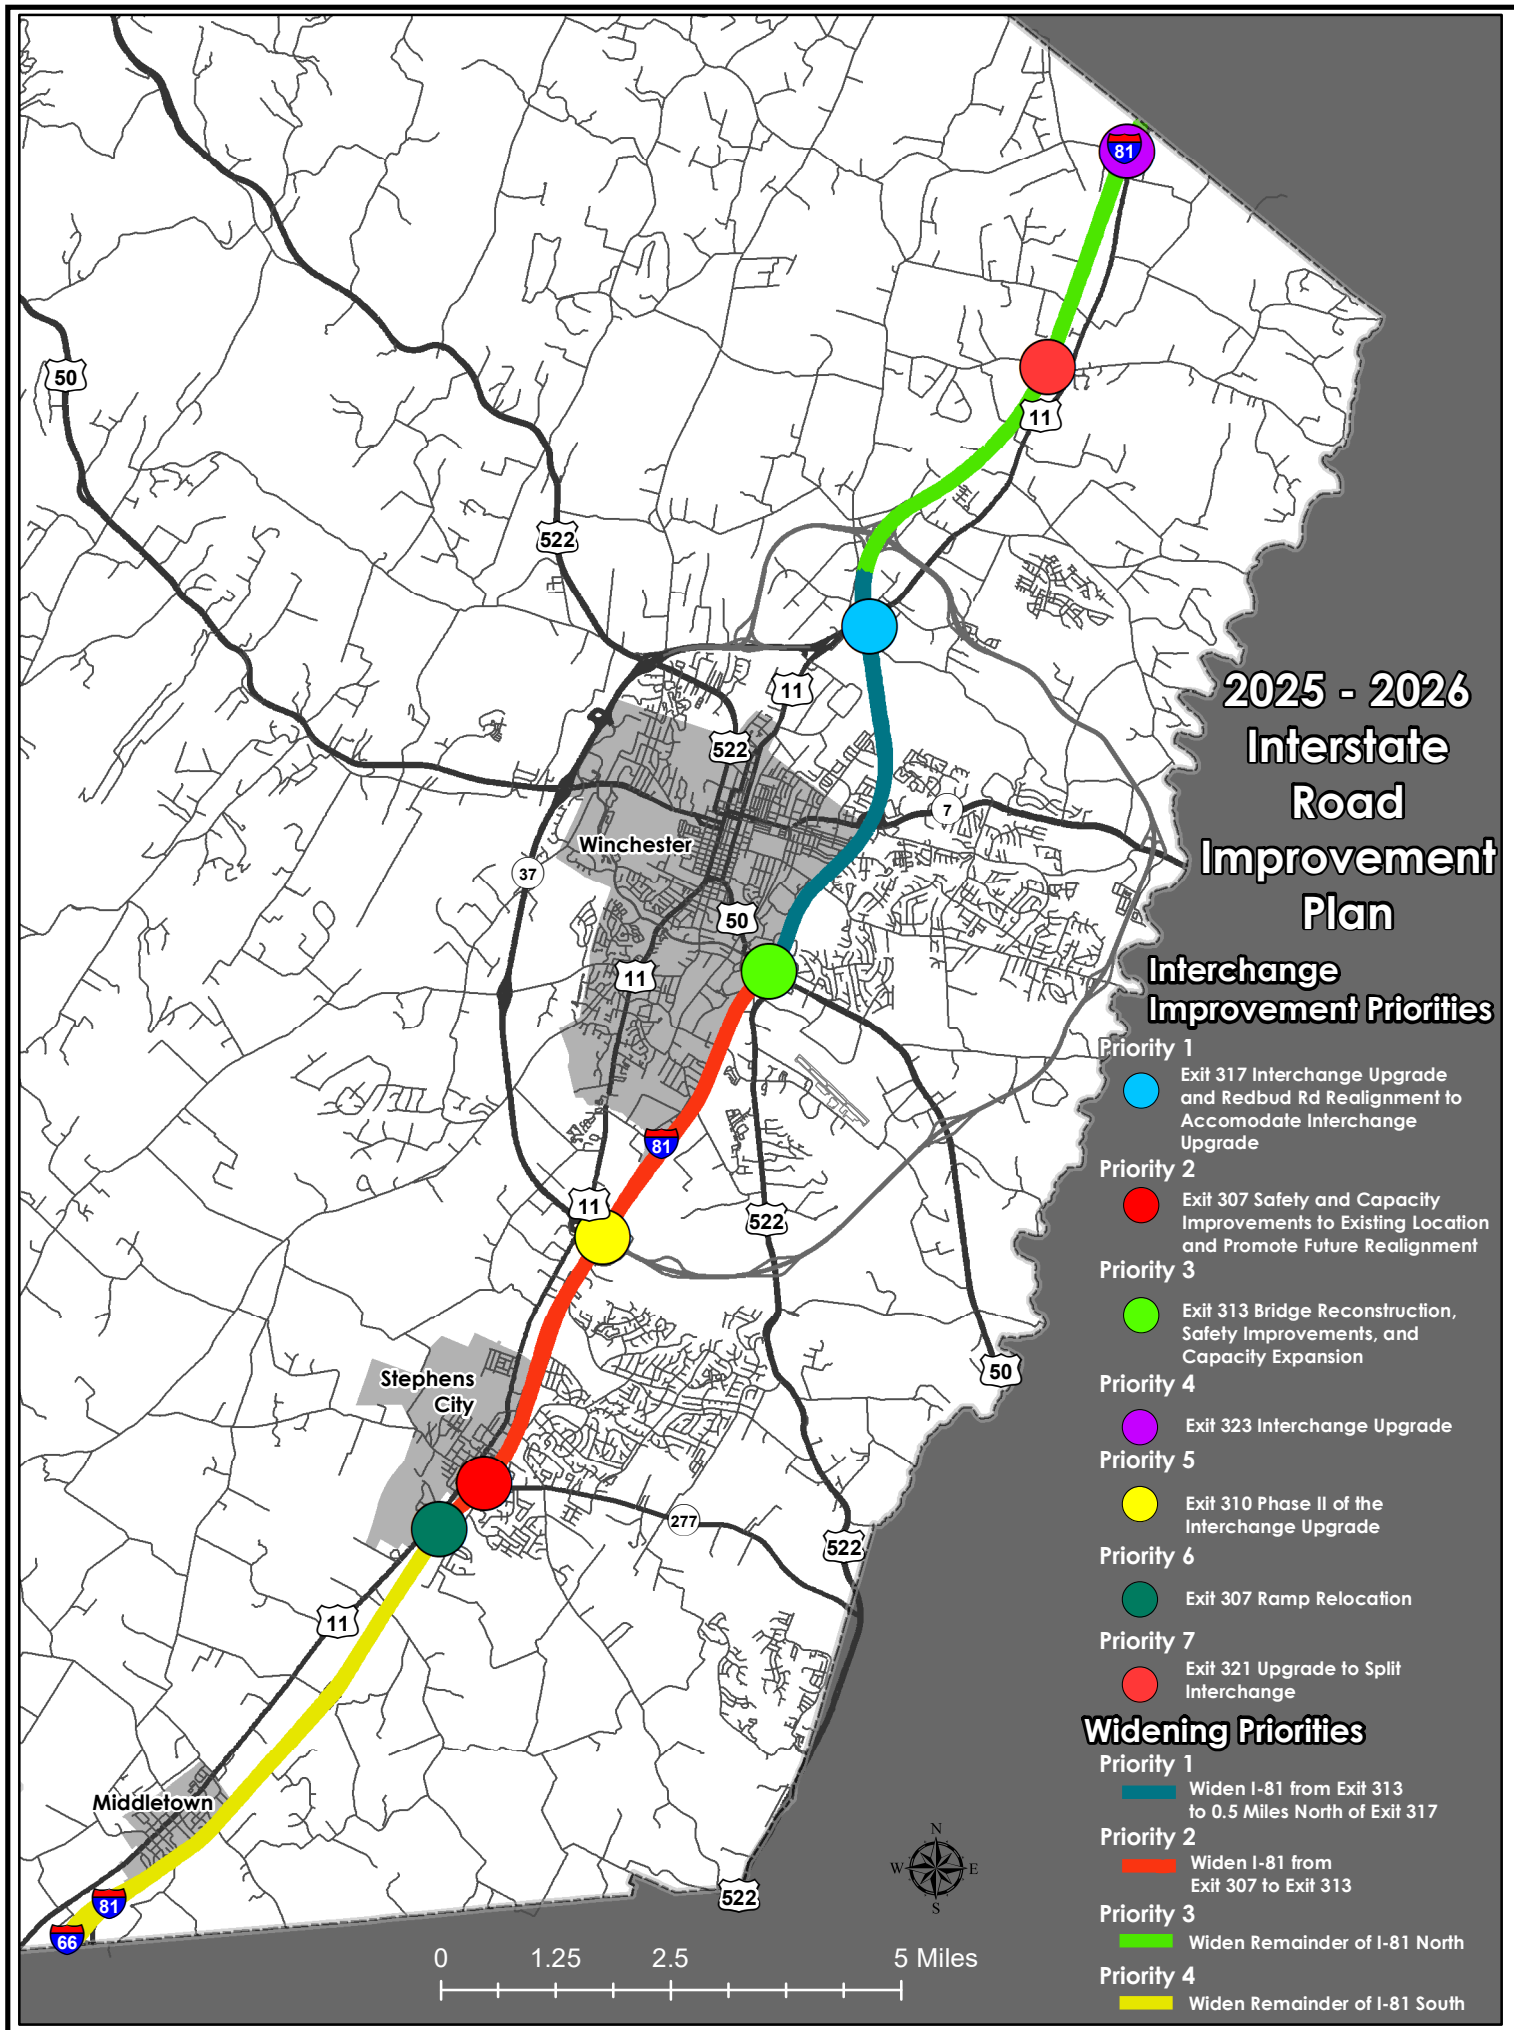 81
50
11
522
11
522
7
Winchester
37
50
11
81
11
522
50
Stephens
City
277
522
11
Middletown
81
66
522
2025 - 2026
Interstate
Road
Improvement
Plan
Interchange
Improvement Priorities
Priority 1
Exit 317 Interchange Upgrade
and Redbud Rd Realignment to
Accomodate Interchange
Upgrade
Priority 2
Exit 307 Safety and Capacity
Improvements to Existing Location
and Promote Future Realignment
Priority 3
Exit 313 Bridge Reconstruction,
Safety Improvements, and
Capacity Expansion
Priority 4
Exit 323 Interchange Upgrade
Priority 5
Exit 310 Phase II of the
Interchange Upgrade
Priority 6
Exit 307 Ramp Relocation
Priority 7
Exit 321 Upgrade to Split
Interchange
Widening Priorities
Priority 1
Widen I-81 from Exit 313
to 0.5 Miles North of Exit 317
Priority 2
Widen I-81 from
Exit 307 to Exit 313
Priority 3
Widen Remainder of I-81 North
Priority 4
Widen Remainder of I-81 South
N
W E
S
0 1.25 2.5 5 Miles